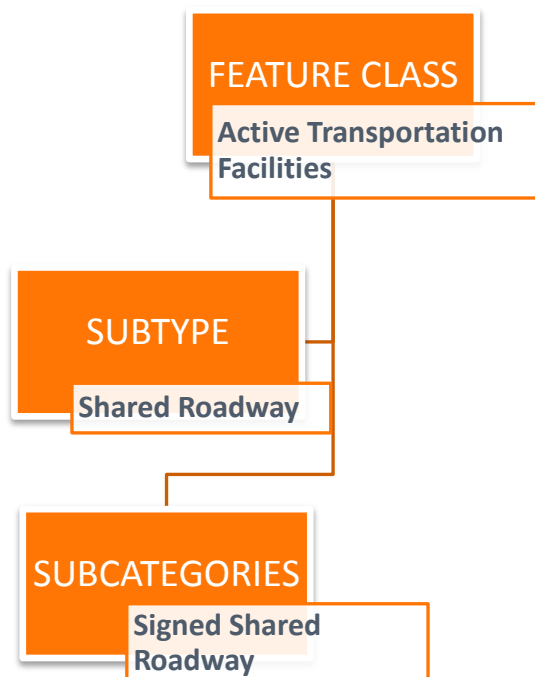 FEATURE CLASS
Active Transportation
Facilities
SUBTYPE
Shared Roadway
SUBCATEGORIES
Signed Shared
Roadway